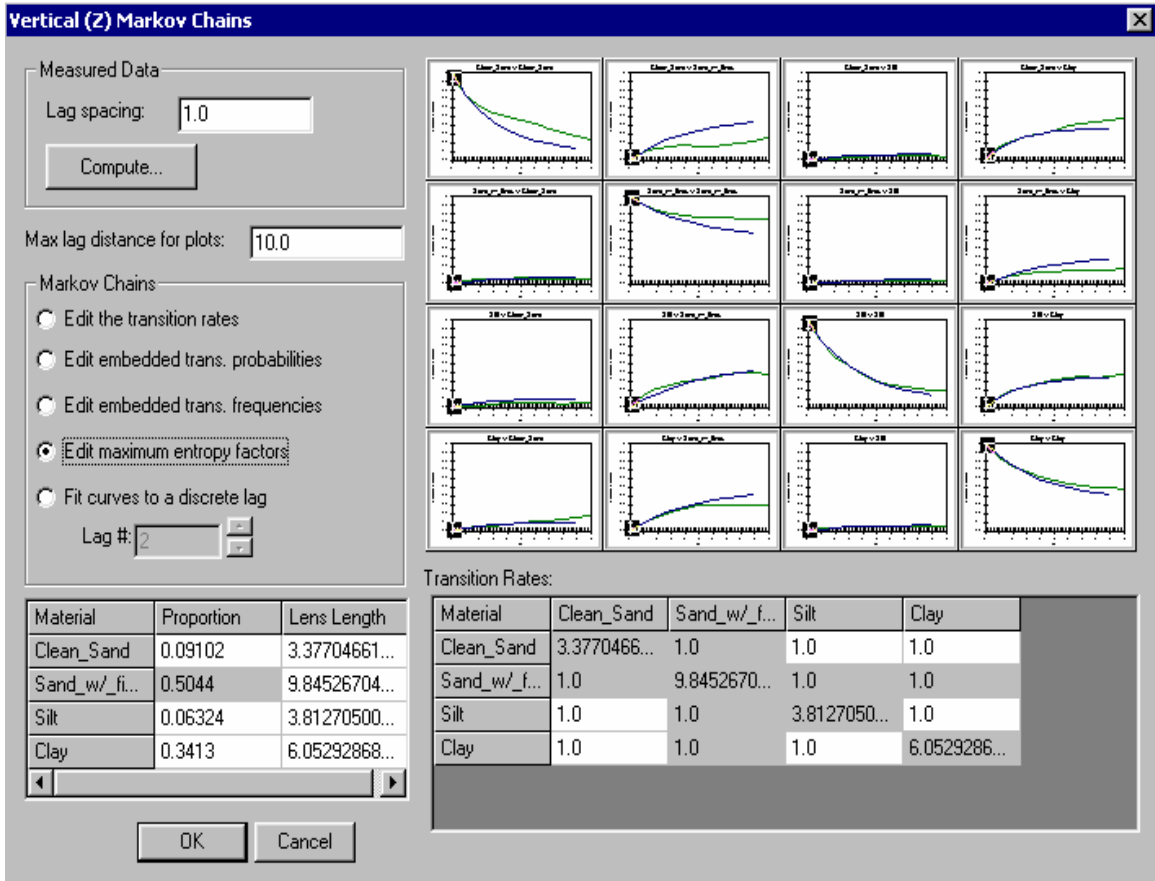 Vertical (Z) Markov Chains
Measured Data
Lag spacing: 1.0
Compute...
Max lag distance for plots: 10.0
Markov Chains
Edit the transition rates
Edit embedded trans. probabilities
Edit embedded trans. frequencies
Edit maximum entropy factors
Fit curves to a discrete lag
Lag #: 2
Material Proportion Lens Length
Clean_Sand 0.09102 3.37704661...
Sand_w/_fi... 0.5044 9.84526704...
Silt 0.06324 3.81270500...
Clay 0.3413 6.05292868...
OK Cancel
Transition Rates:
Material Clean_Sand Sand_w/_f... Silt Clay
Clean_Sand 3.3770466... 1.0 1.0 1.0
Sand_w/_f... 1.0 9.8452670... 1.0 1.0
Silt 1.0 1.0 3.8127050... 1.0
Clay 1.0 1.0 1.0 6.0529286...